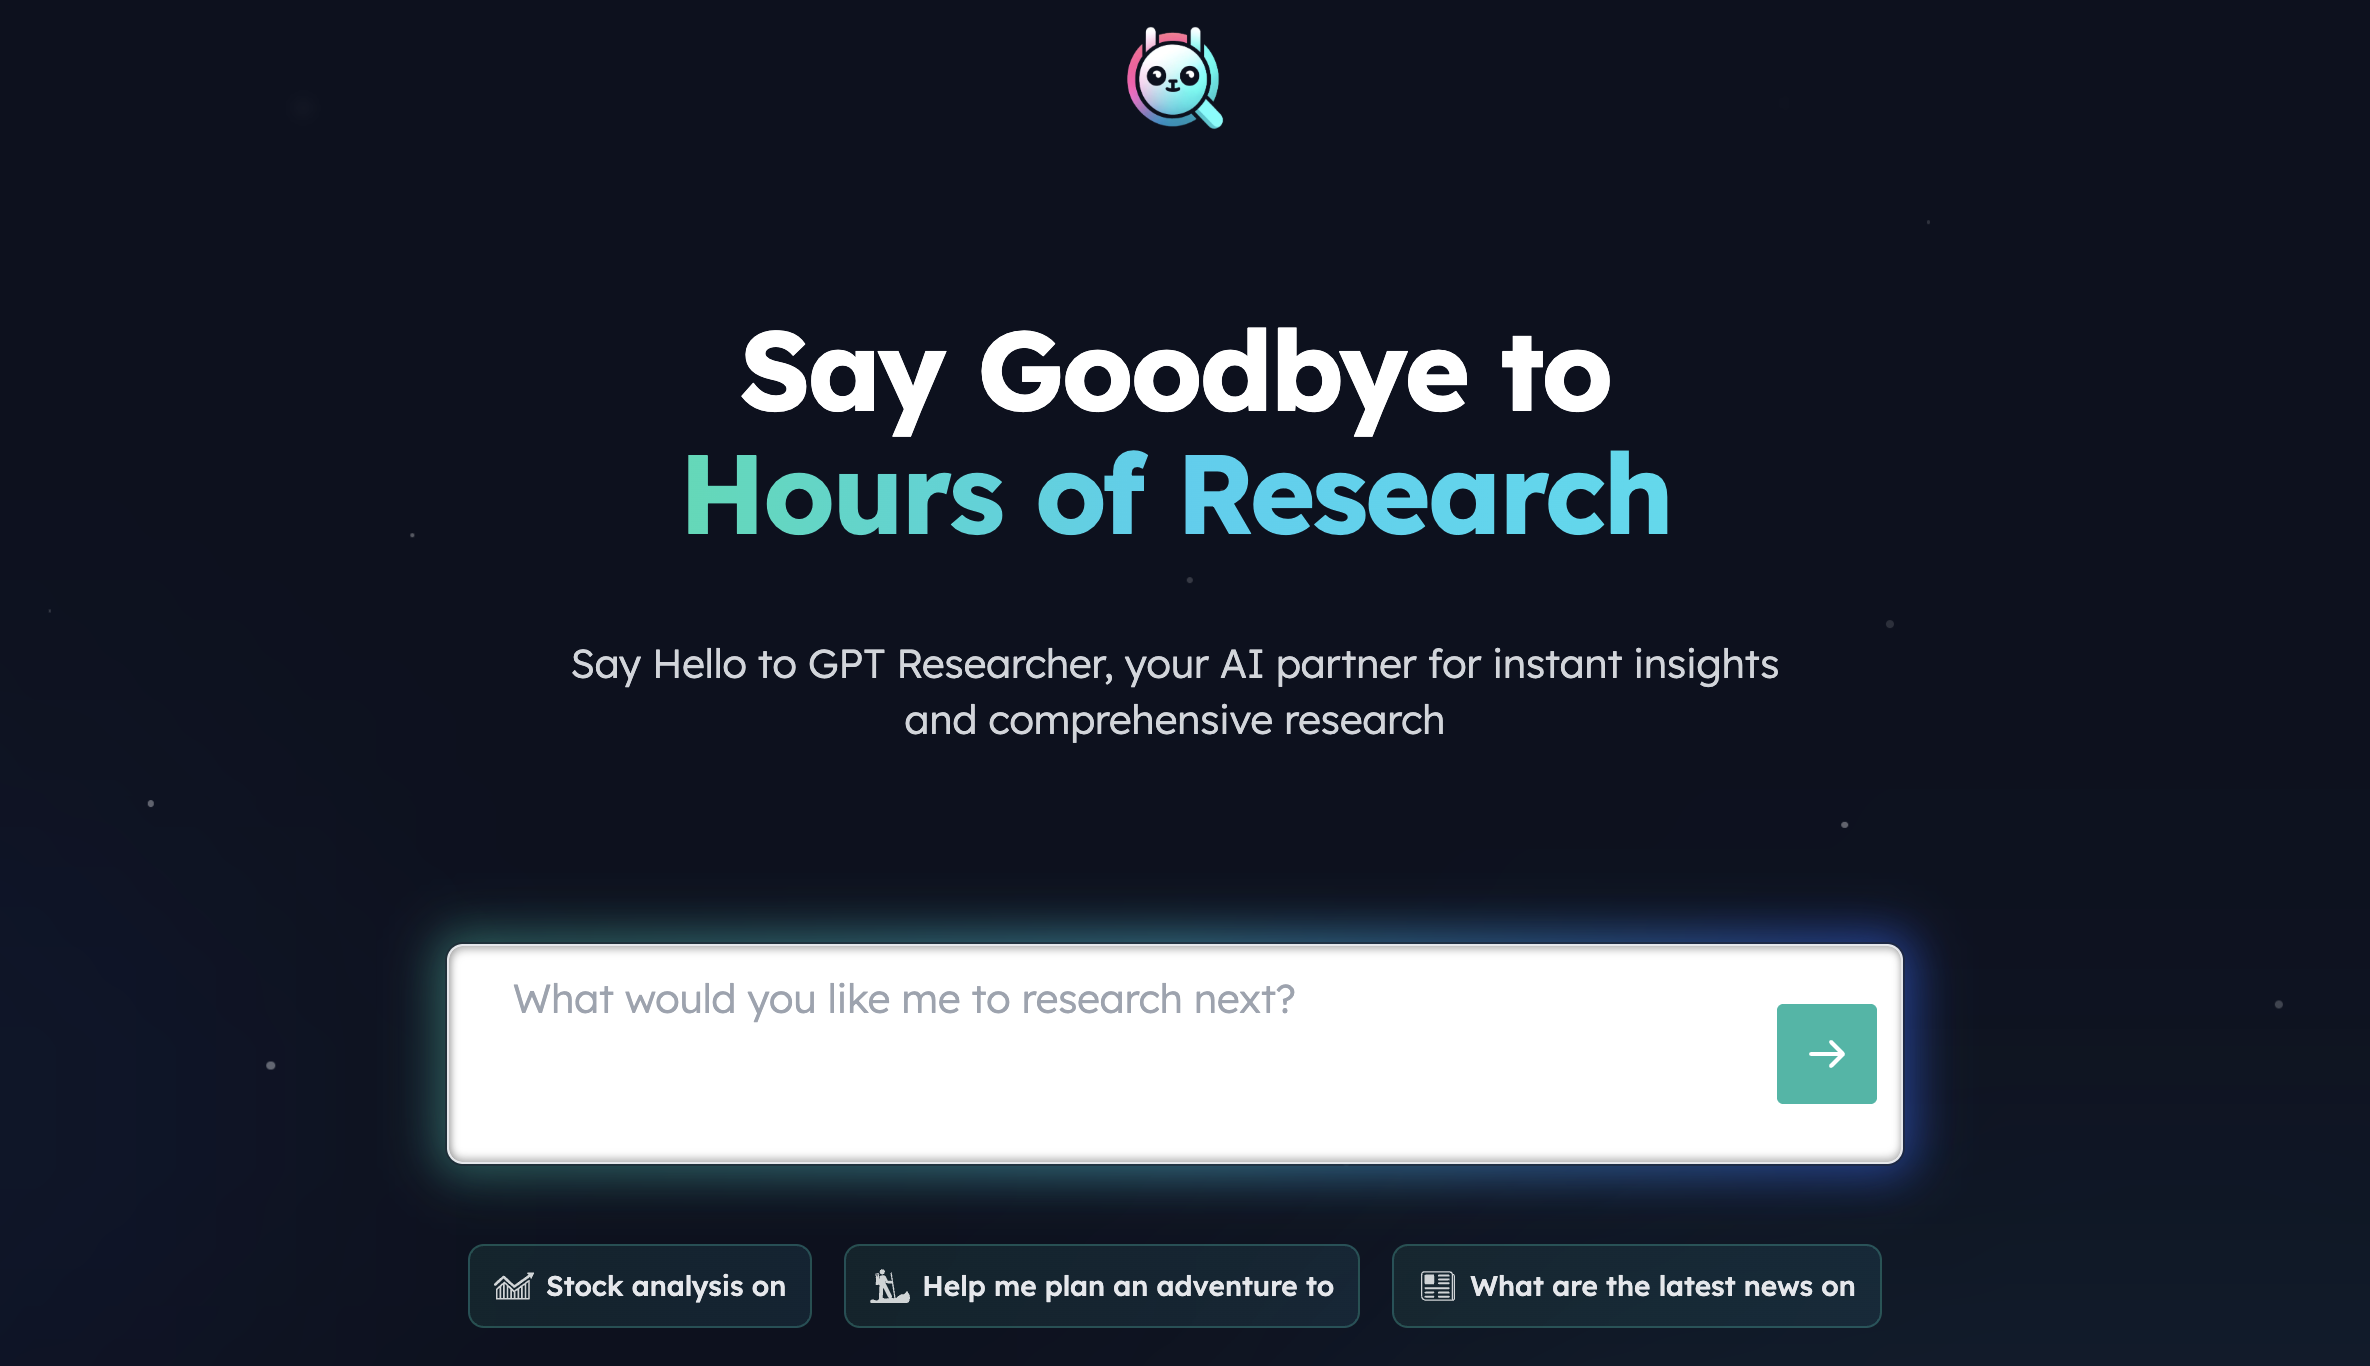 Say Goodbye to
Hours of Research
Say Hello to GPT Researcher, your AI partner for instant insights
and comprehensive research
What would you like me to research next?
Stock analysis on
Help me plan an adventure to
What are the latest news on